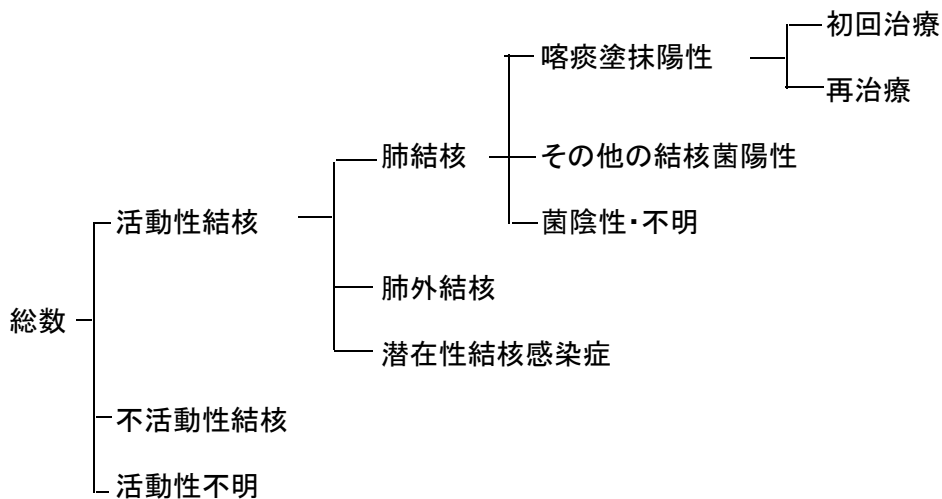 初回治療
喀痰塗抹陽性
再治療
肺結核
その他の結核菌陽性
活動性結核
菌陰性・不明
肺外結核
総数
潜在性結核感染症
不活動性結核
活動性不明